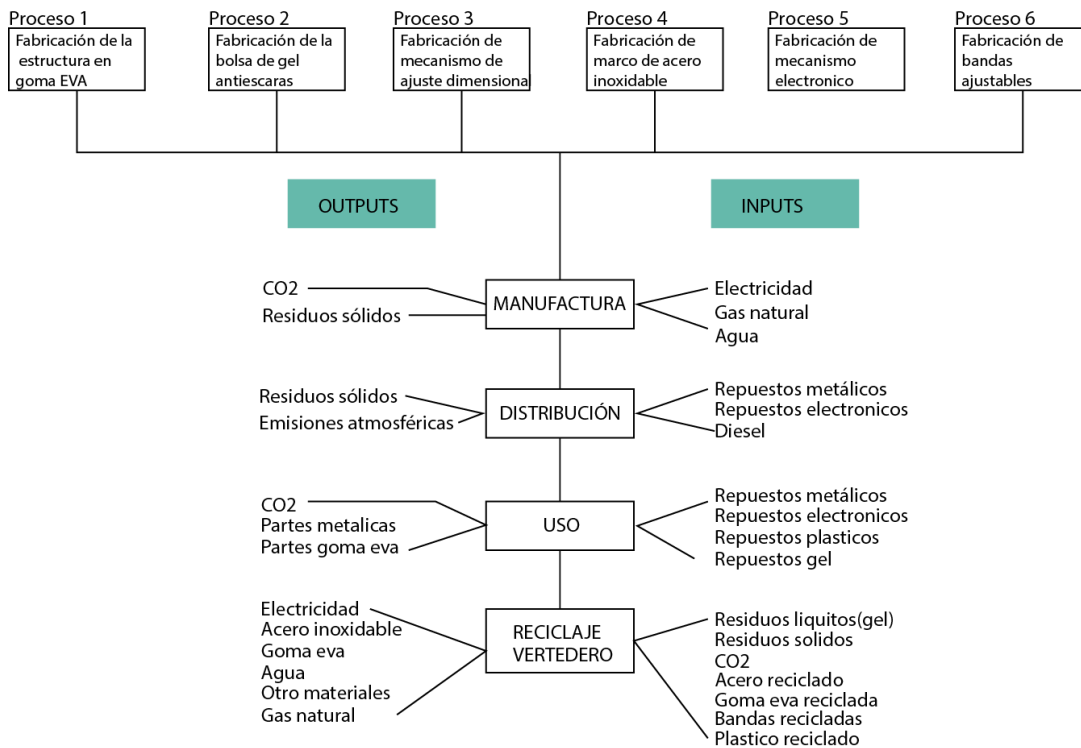 Proceso 1
Fabricación de la
estructura en
goma EVA
Proceso 2
Fabricación de la
bolsa de gel
antiescaras
Proceso 3
Fabricación de
mecanismo de
ajuste dimensional
Proceso 4
Fabricación de
marco de acero
inoxidable
Proceso 5
Fabricación de
mecanismo
electronico
Proceso 6
Fabricación de
bandas
ajustables
OUTPUTS
INPUTS
CO2
Residuos sólidos
MANUFACTURA
Electricidad
Gas natural
Agua
Residuos sólidos
Emisiones atmosféricas
DISTRIBUCIÓN
Repuestos metálicos
Repuestos electronicos
Diesel
CO2
Partes metalicas
Partes goma eva
USO
Repuestos metálicos
Repuestos electronicos
Repuestos plasticos
Repuestos gel
Electricidad
Acero inoxidable
Goma eva
Agua
Otro materiales
Gas natural
RECICLAJE
VERTEDERO
Residuos liquitos(gel)
Residuos solidos
CO2
Acero reciclado
Goma eva reciclada
Bandas recicladas
Plastico reciclado